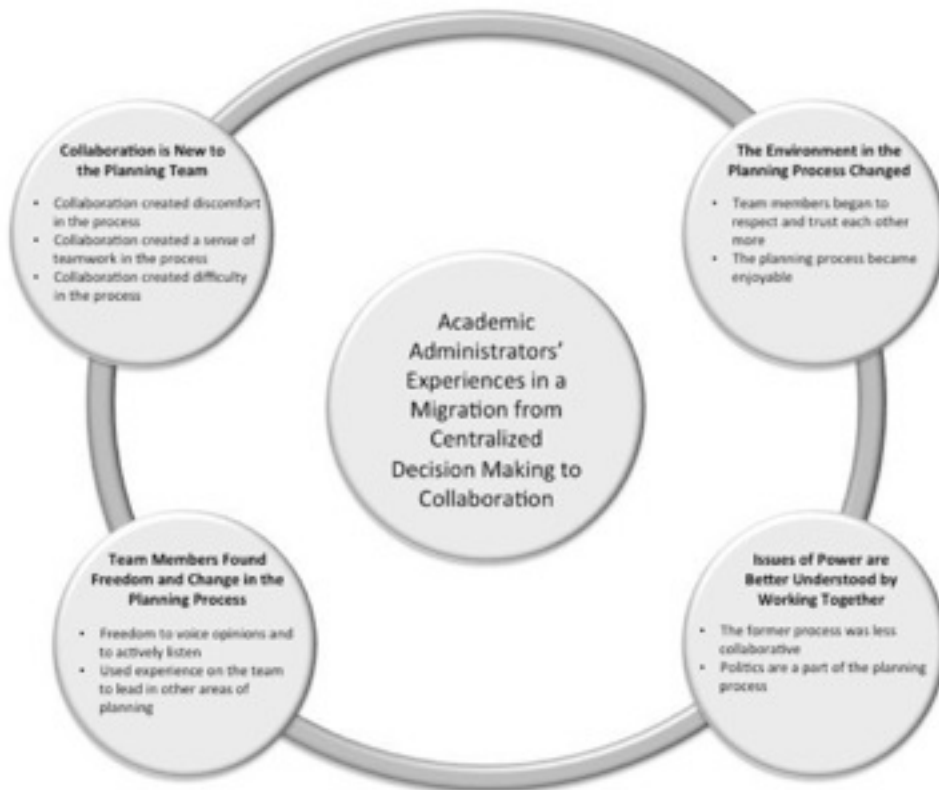 Collaboration is New to
the Planning Team
• Collaboration created discomfort
in the process
• Collaboration created a sense of
teamwork in the process
• Collaboration created difficulty
in the process
The Environment in the
Planning Process Changed
• Team members began to
respect and trust each other
more
• The planning process became
enjoyable
Academic
Administrators’
Experiences in a
Migration from
Centralized
Decision Making to
Collaboration
Team Members Found
Freedom and Change in the
Planning Process
• Freedom to voice opinions and
to actively listen
• Used experience on the team
to lead in other areas of
planning
Issues of Power are
Better Understood by
Working Together
• The former process was less
collaborative
• Politics are a part of the planning
process